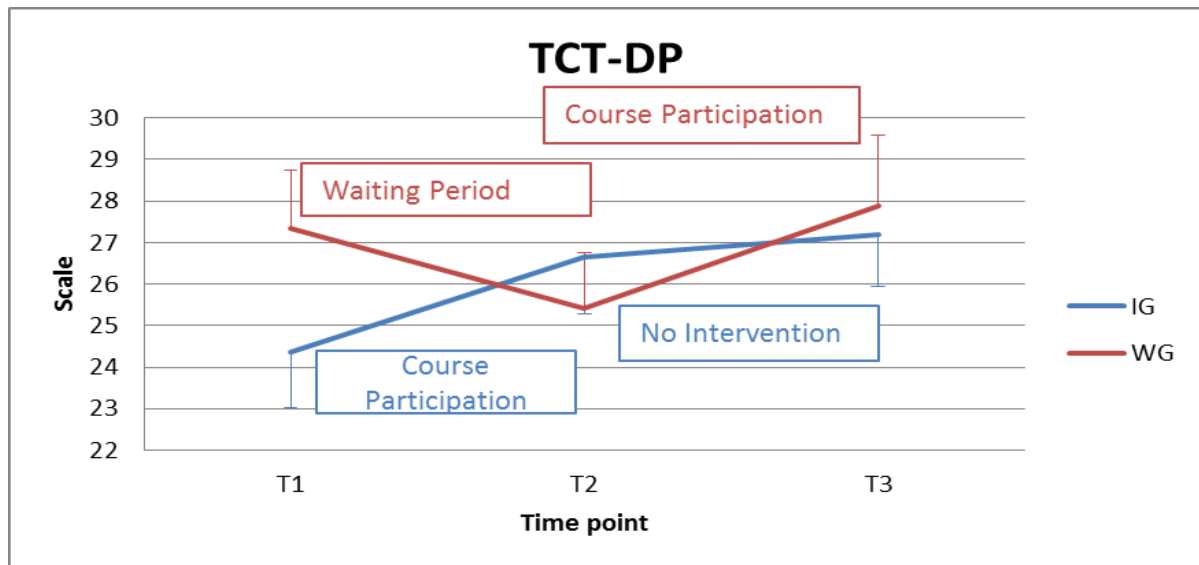 TCT-DP
Course Participation
30
29
Waiting Period
28
27
26
Scale
25
No Intervention
24
Course
Participation
23
22
IG
WG
T1
T2
T3
Time point